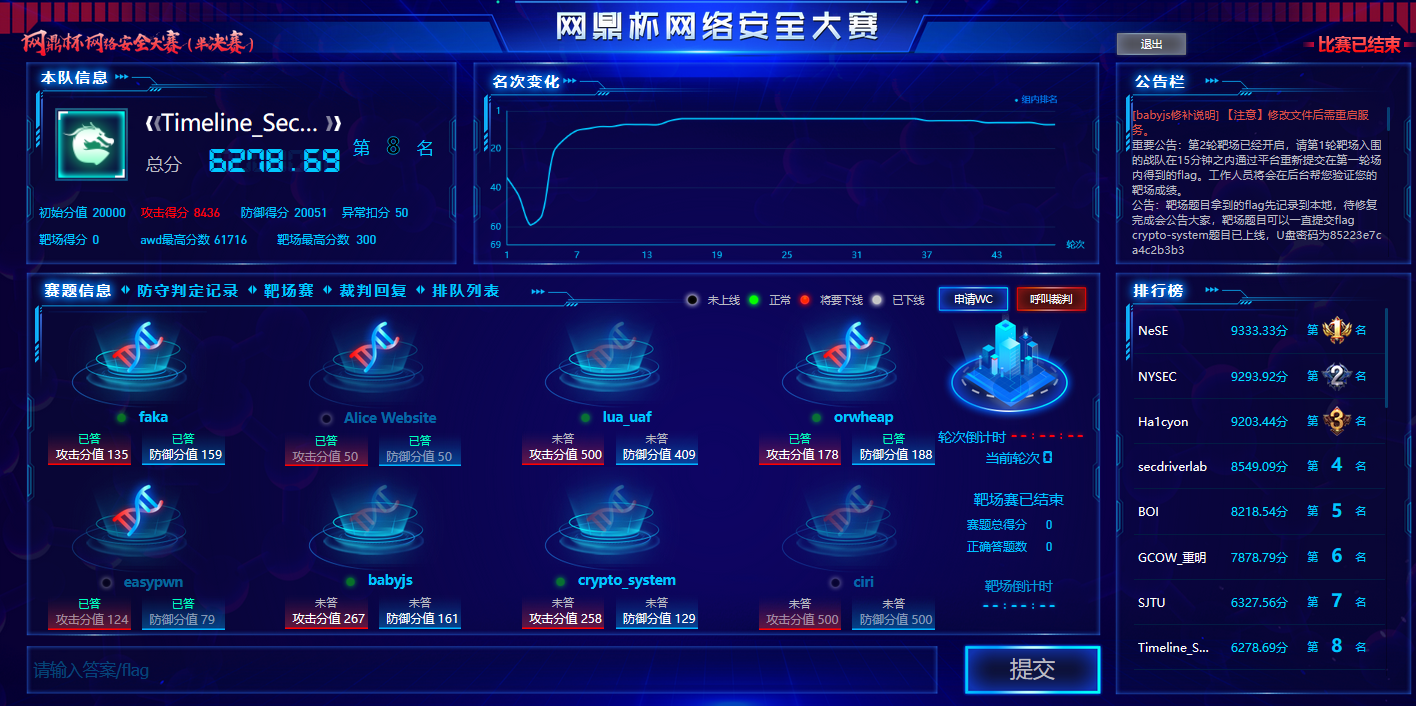 网鼎杯网络安全大赛
网鼎杯网络安全大赛(半决赛)
退出
比赛已结束
本队信息
《Timeline_Sec... 》
总分 6278.69 第 8 名
初始分值 20000 攻击得分 8436 防御得分 20051 异常扣分 50
靶场得分 0 awd最高分数 61716 靶场最高分数 300
名次变化
组内排名
1
20
40
60
69
1 7 13 19 25 31 37 43
轮次
公告栏
[babyjs修补说明] 【注意】修改文件后需重启服
务。
重要公告：第2轮靶场已经开启，请第1轮靶场入围
的战队在15分钟之内通过平台重新提交在第一轮场
内得到的flag。工作人员将会在后台帮您验证您的
靶场成绩。
公告：靶场题目拿到的flag先记录到本地，待修复
完成会公告大家，靶场题目可以一直提交flag
crypto-system题目已上线，U盘密码为85223e7c
a4c2b3b3
赛题信息 防守判定记录 靶场赛 裁判回复 排队列表
未上线 正常 将要下线 已下线
申请WC 呼叫裁判
faka Alice Website lua_uaf orwheap
已答 已答 已答 已答 未答 未答 已答 已答
攻击分值 135 防御分值 159 攻击分值 50 防御分值 50 攻击分值 500 防御分值 409 攻击分值 178 防御分值 188
easypwn babyjs crypto_system ciri
已答 已答 未答 未答 未答 未答 未答 未答
攻击分值 124 防御分值 79 攻击分值 267 防御分值 161 攻击分值 258 防御分值 129 攻击分值 500 防御分值 500
轮次倒计时 --:--:--
当前轮次 0
靶场赛已结束
赛题总得分 0
正确答题数 0
靶场倒计时
--:--:--
排行榜
NeSE 9333.33分 第 1 名
NYSEC 9293.92分 第 2 名
Ha1cyon 9203.44分 第 3 名
secdriverlab 8549.09分 第 4 名
BOI 8218.54分 第 5 名
GCOW_重明 7878.79分 第 6 名
SJTU 6327.56分 第 7 名
Timeline_S... 6278.69分 第 8 名
请输入答案/flag
提交